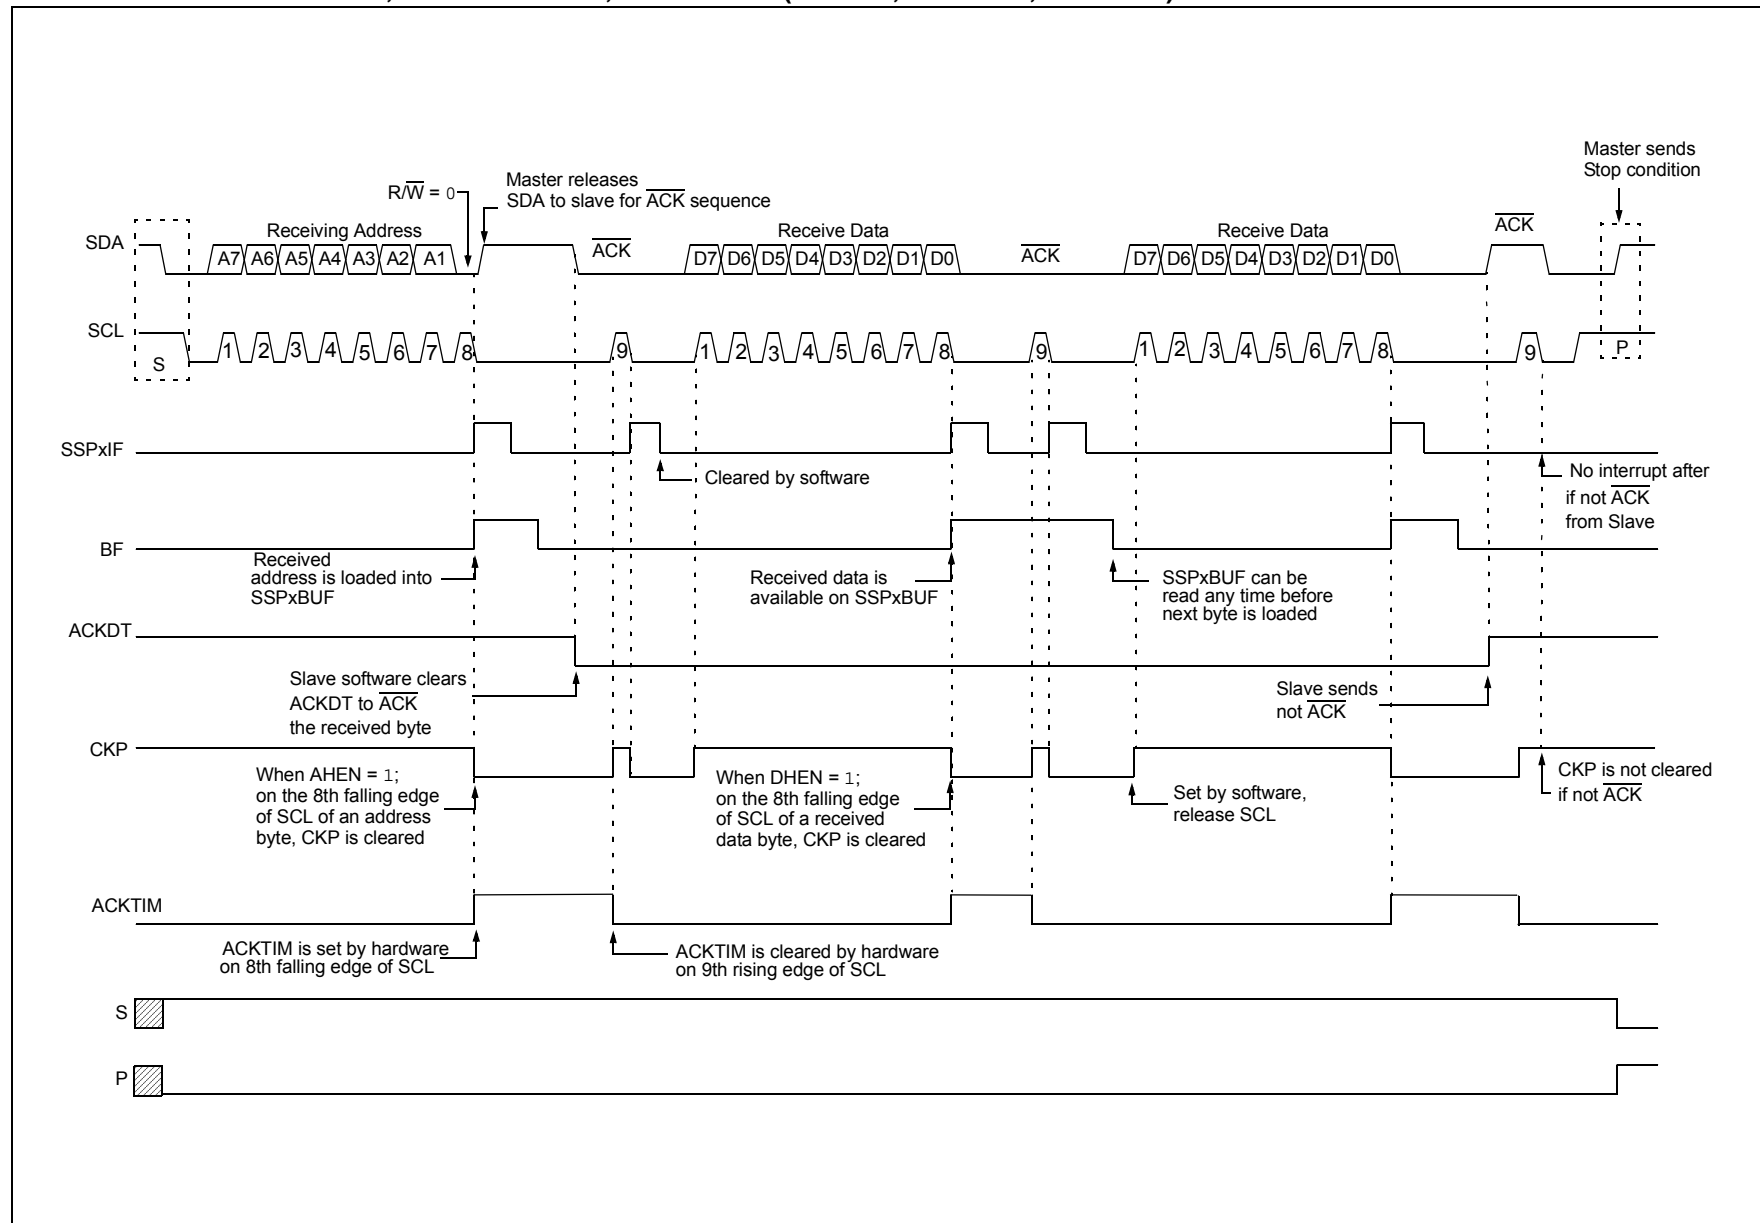 Master sends
Stop condition
R/W̅ = 0
Master releases
SDA to slave for A̅C̅K̅ sequence
Receiving Address
A̅C̅K̅
Receive Data
A̅C̅K̅
Receive Data
A̅C̅K̅
SDA
A7 A6 A5 A4 A3 A2 A1
D7 D6 D5 D4 D3 D2 D1 D0
D7 D6 D5 D4 D3 D2 D1 D0
SCL
S
1 2 3 4 5 6 7 8 9
1 2 3 4 5 6 7 8 9
1 2 3 4 5 6 7 8 9
P
SSPxIF
Cleared by software
No interrupt after
if not A̅C̅K̅
from Slave
BF
Received
address is loaded into
SSPxBUF
Received data is
available on SSPxBUF
SSPxBUF can be
read any time before
next byte is loaded
ACKDT
Slave software clears
ACKDT to A̅C̅K̅
the received byte
Slave sends
not A̅C̅K̅
CKP
When AHEN = 1;
on the 8th falling edge
of SCL of an address
byte, CKP is cleared
When DHEN = 1;
on the 8th falling edge
of SCL of a received
data byte, CKP is cleared
Set by software,
release SCL
CKP is not cleared
if not A̅C̅K̅
ACKTIM
ACKTIM is set by hardware
on 8th falling edge of SCL
ACKTIM is cleared by hardware
on 9th rising edge of SCL
S
P